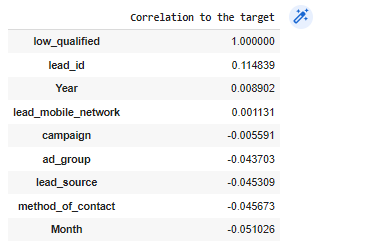 Correlation to the target
low_qualified 1.000000
lead_id 0.114839
Year 0.008902
lead_mobile_network 0.001131
campaign -0.005591
ad_group -0.043703
lead_source -0.045309
method_of_contact -0.045673
Month -0.051026